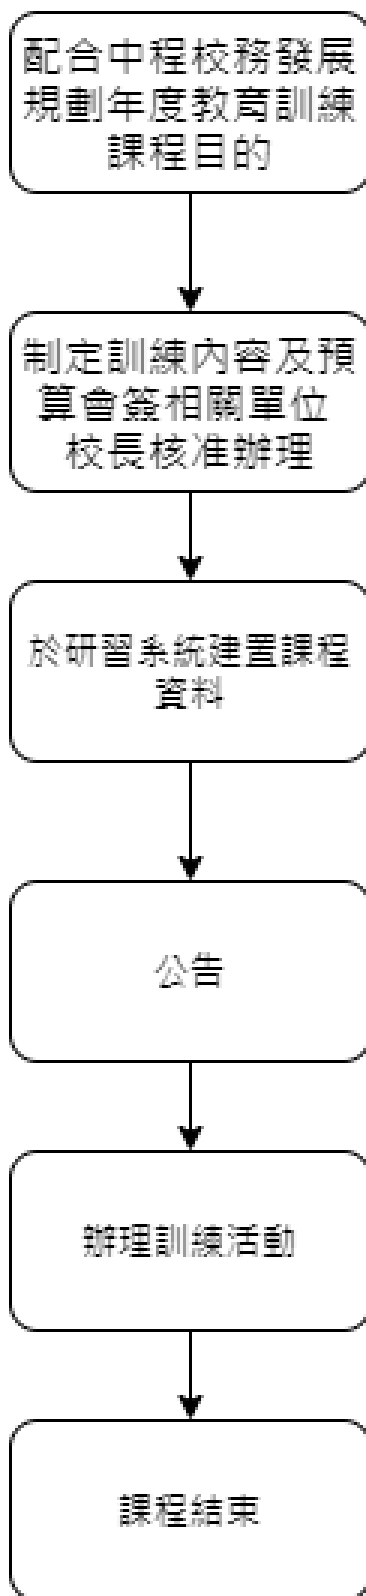 配合中程校務發展
規劃年度教育訓練
課程目的
制定訓練內容及預
算會簽相關單位
校長核准辦理
於研習系統建置課程
資料
公告
辦理訓練活動
課程結束